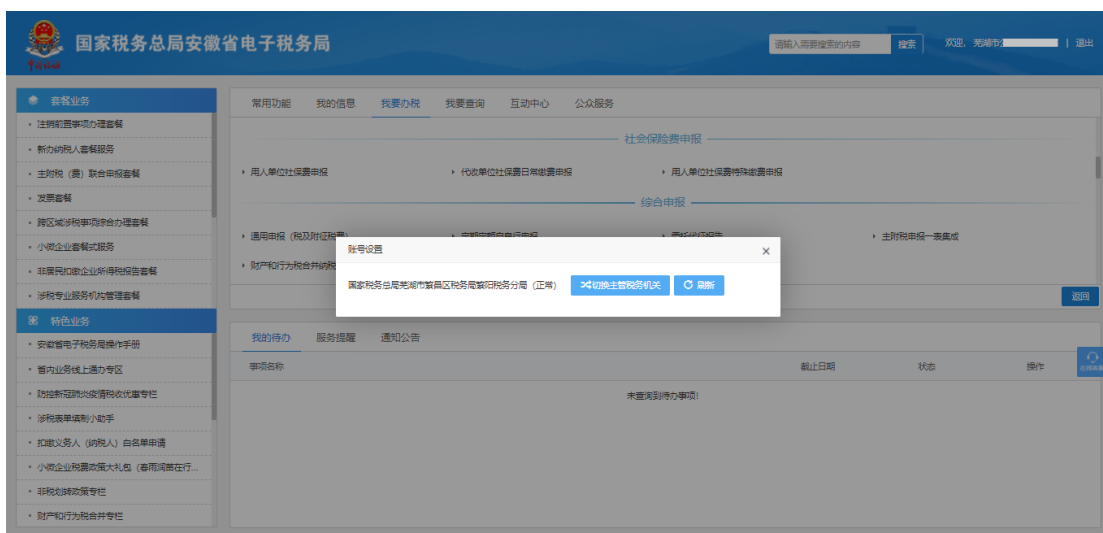 国家税务总局安徽省电子税务局
请输入需要搜索的内容
搜索
欢迎,
芜湖市
| 退出
套餐业务
注销前置事项办理套餐
新办纳税人套餐服务
主附税（费）联合申报套餐
发票套餐
跨区域涉税事项综合办理套餐
小微企业套餐式服务
非居民扣缴企业所得税报告套餐
涉税专业服务机构管理套餐
特色业务
安徽省电子税务局操作手册
省内业务线上通办专区
防控新冠肺炎疫情税收优惠专栏
涉税表单填制小助手
扣缴义务人（纳税人）白名单申请
小微企业税费政策大礼包（春雨润苗在行...
非税划转政策专栏
财产和行为税合并专栏
常用功能 我的信息 我要办税 我要查询 互动中心 公众服务
社会保险费申报
用人单位社保费申报 代收单位社保费日常缴费申报 用人单位社保费特殊缴费申报
综合申报
通用申报（税及附征税费） 定期定额自行申报 委托代征报告 主附税申报一表集成
财产和行为税合并纳税
返回
账号设置 ×
国家税务总局芜湖市繁昌区税务局繁阳税务分局（正常） 切换主管税务机关 刷新
我的待办 服务提醒 通知公告
事项名称 截止日期 状态 操作
未查询到待办事项!